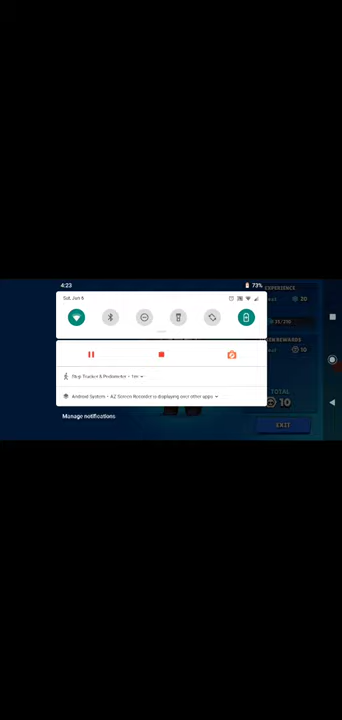 4:23
73%
EXPERIENCE
Sat, Jun 6
20
REWARDS
10
Step Tracker & Pedometer • 1m
Android System • AZ Screen Recorder is displaying over other apps
TOTAL
10
Manage notifications
EXIT